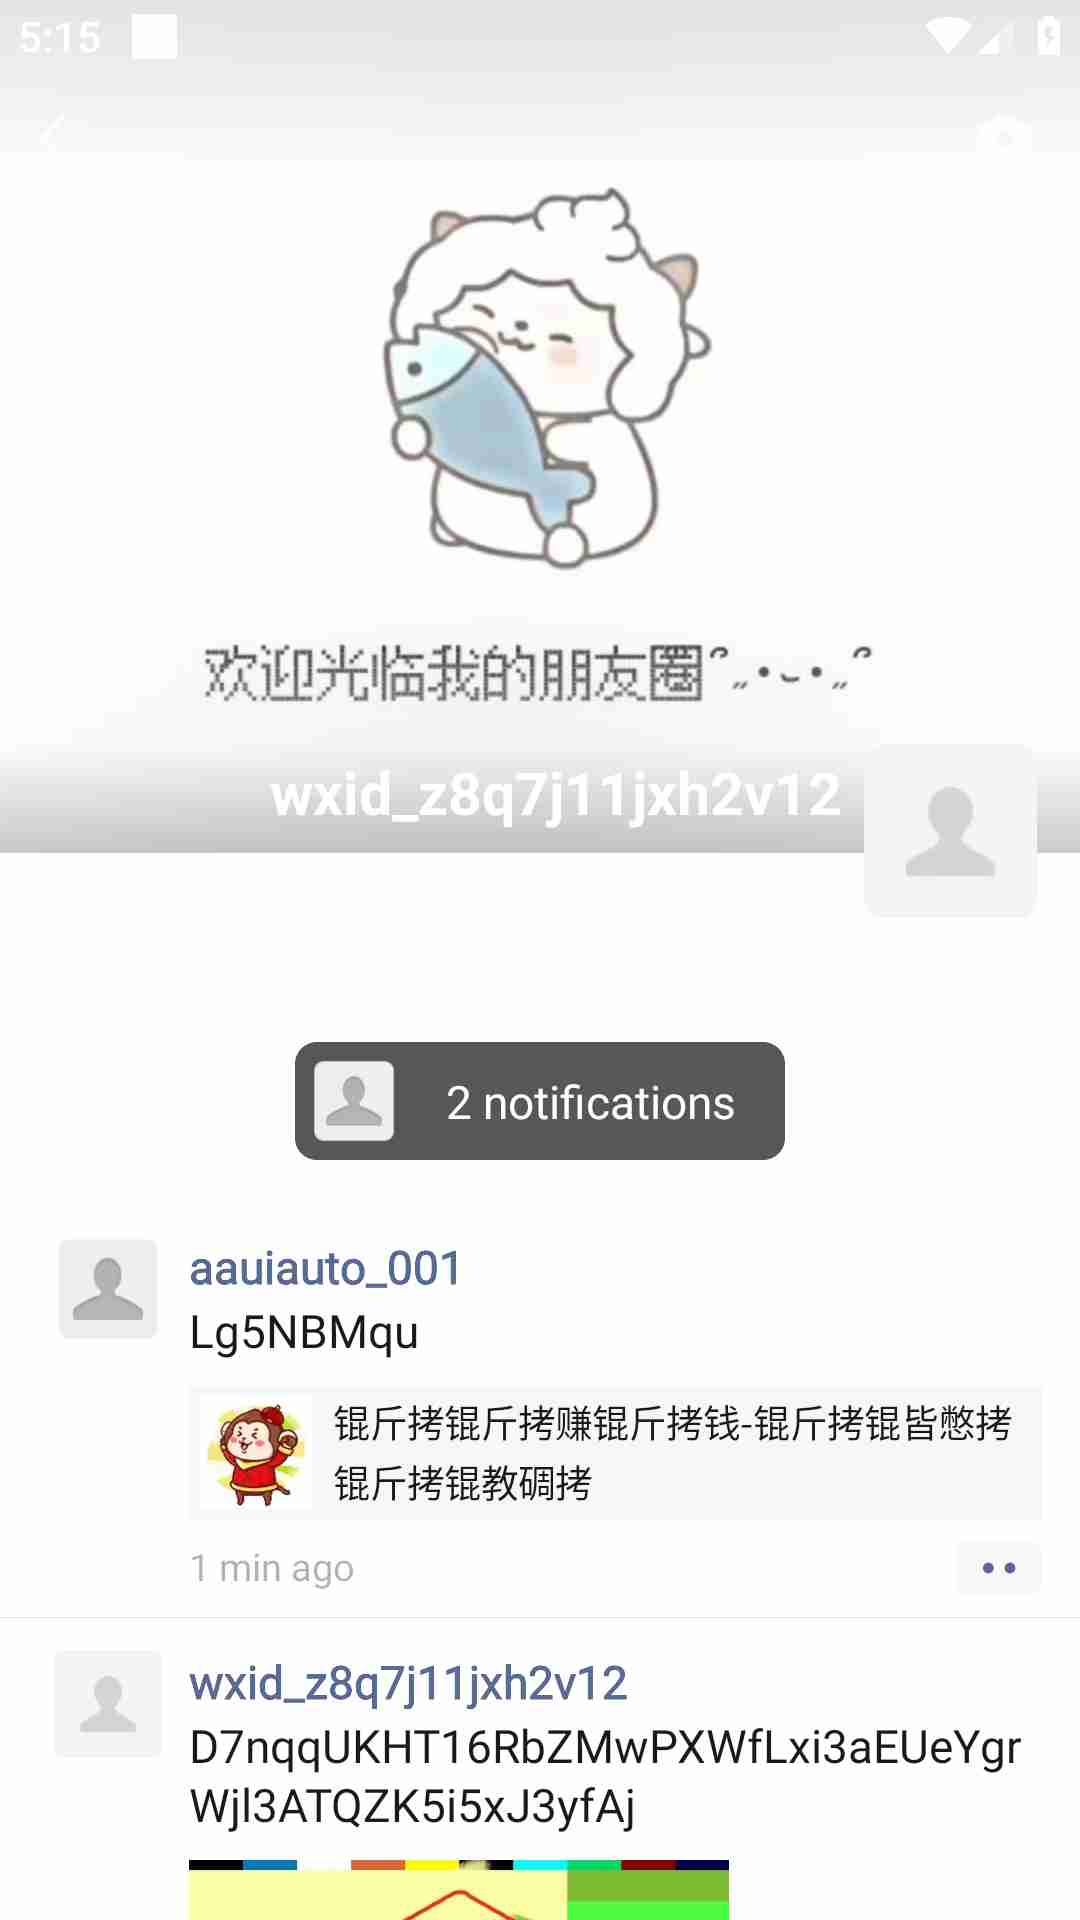 5:15
欢迎光临我的朋友圈
wxid_z8q7j11jxh2v12
2 notifications
aauiauto_001
Lg5NBMqu
锟斤拷锟斤拷赚锟斤拷钱-锟斤拷锟皆憋拷
锟斤拷锟教碉拷
1 min ago
wxid_z8q7j11jxh2v12
D7nqqUKHT16RbZMwPXWfLxi3aEUeYgr
Wjl3ATQZK5i5xJ3yfAj